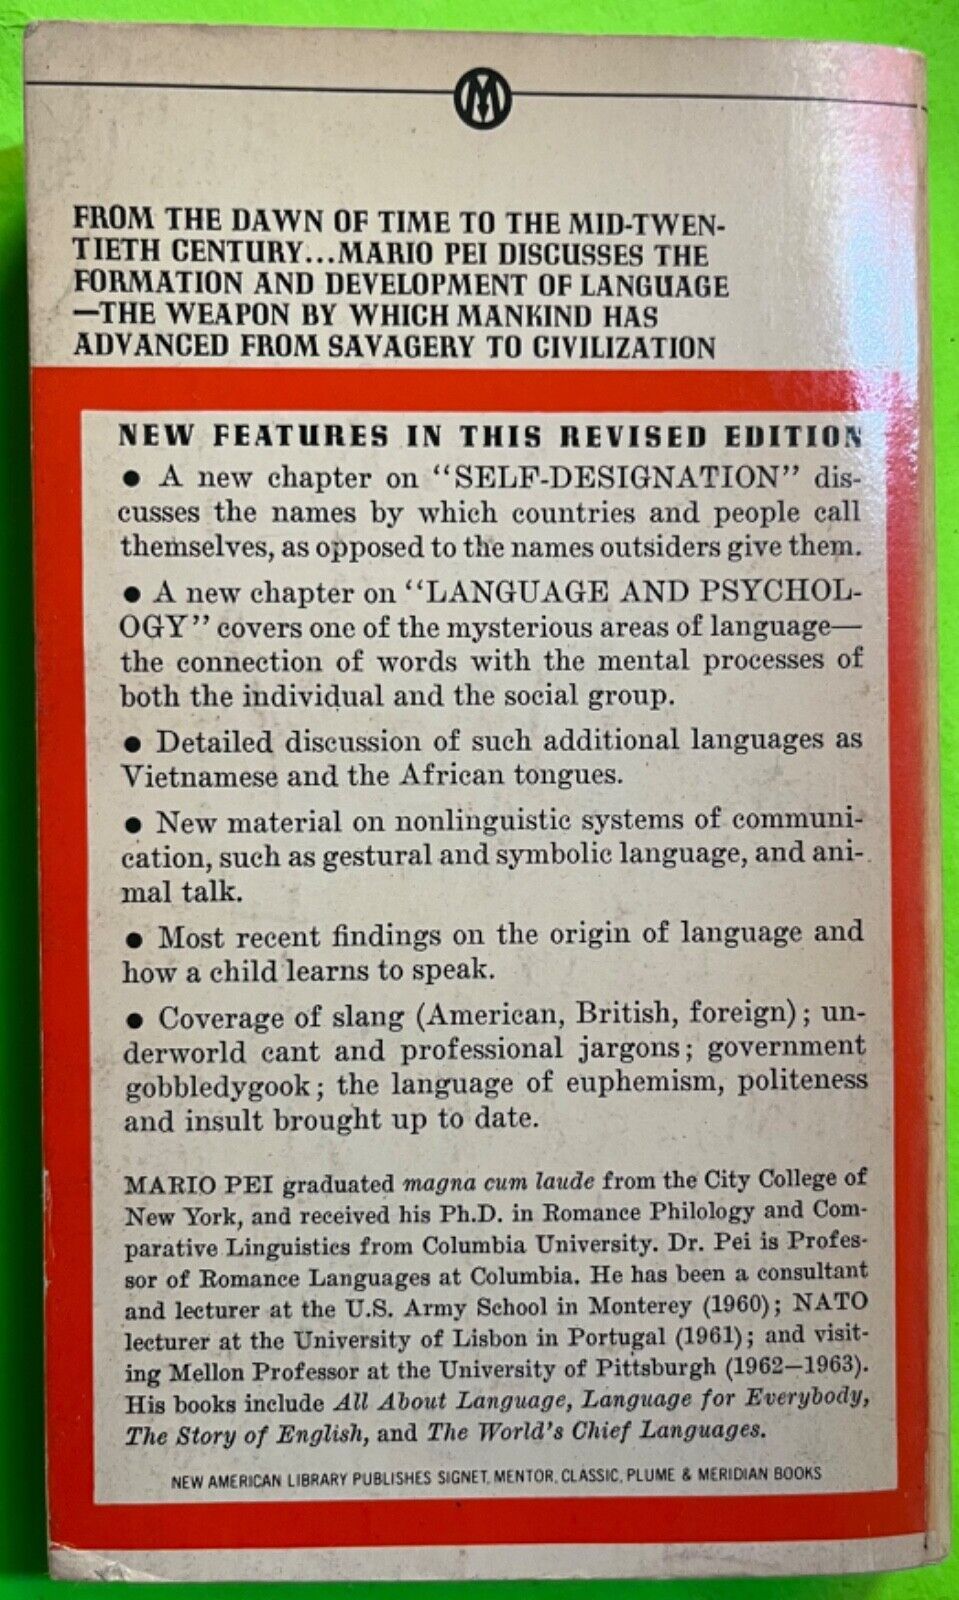 M
FROM THE DAWN OF TIME TO THE MID-TWEN-
TIETH CENTURY...MARIO PEI DISCUSSES THE
FORMATION AND DEVELOPMENT OF LANGUAGE
—THE WEAPON BY WHICH MANKIND HAS
ADVANCED FROM SAVAGERY TO CIVILIZATION
NEW FEATURES IN THIS REVISED EDITION
• A new chapter on "SELF-DESIGNATION" dis-
cusses the names by which countries and people call
themselves, as opposed to the names outsiders give them.
• A new chapter on "LANGUAGE AND PSYCHOL-
OGY" covers one of the mysterious areas of language—
the connection of words with the mental processes of
both the individual and the social group.
• Detailed discussion of such additional languages as
Vietnamese and the African tongues.
• New material on nonlinguistic systems of communi-
cation, such as gestural and symbolic language, and ani-
mal talk.
• Most recent findings on the origin of language and
how a child learns to speak.
• Coverage of slang (American, British, foreign); un-
derworld cant and professional jargons; government
gobbledygook; the language of euphemism, politeness
and insult brought up to date.
MARIO PEI graduated magna cum laude from the City College of
New York, and received his Ph.D. in Romance Philology and Com-
parative Linguistics from Columbia University. Dr. Pei is Profes-
sor of Romance Languages at Columbia. He has been a consultant
and lecturer at the U.S. Army School in Monterey (1960); NATO
lecturer at the University of Lisbon in Portugal (1961); and visit-
ing Mellon Professor at the University of Pittsburgh (1962—1963).
His books include All About Language, Language for Everybody,
The Story of English, and The World's Chief Languages.
NEW AMERICAN LIBRARY PUBLISHES SIGNET, MENTOR, CLASSIC, PLUME & MERIDIAN BOOKS